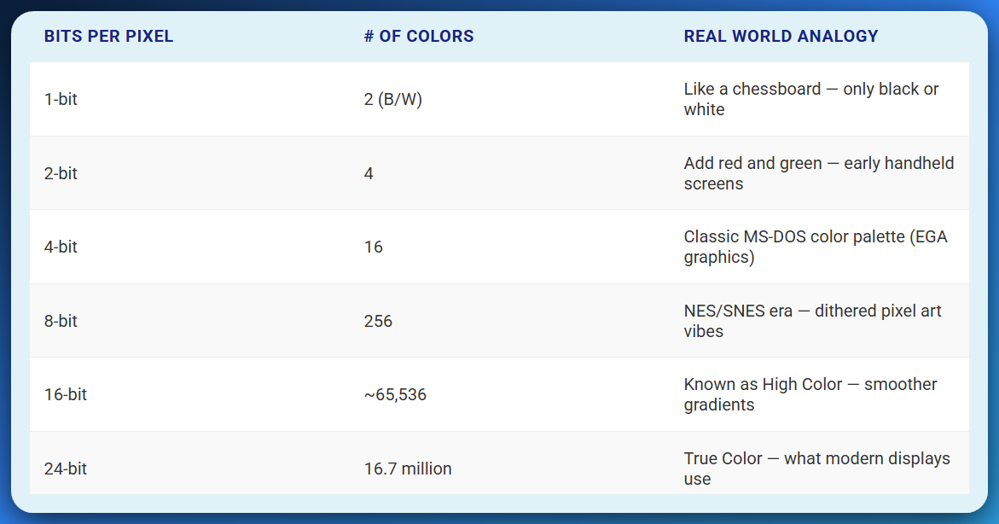 BITS PER PIXEL # OF COLORS REAL WORLD ANALOGY
1-bit 2 (B/W) Like a chessboard — only black or
white
2-bit 4 Add red and green — early handheld
screens
4-bit 16 Classic MS-DOS color palette (EGA
graphics)
8-bit 256 NES/SNES era — dithered pixel art
vibes
16-bit ~65,536 Known as High Color — smoother
gradients
24-bit 16.7 million True Color — what modern displays
use